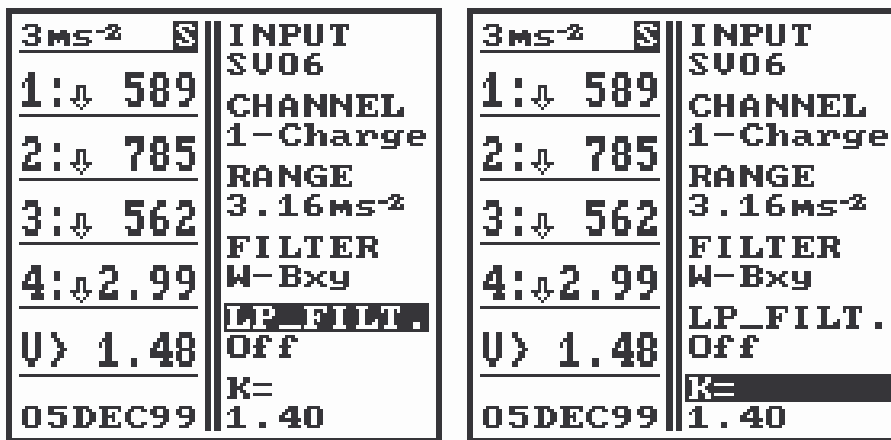 3ms⁻² S
1:⇩ 589
2:⇩ 785
3:⇩ 562
4:⇩2.99
V> 1.48
05DEC99
INPUT
SV06
CHANNEL
1-Charge
RANGE
3.16ms⁻²
FILTER
W-Bxy
LP_FILT.
Off
K=
1.40
3ms⁻² S
1:⇩ 589
2:⇩ 785
3:⇩ 562
4:⇩2.99
V> 1.48
05DEC99
INPUT
SV06
CHANNEL
1-Charge
RANGE
3.16ms⁻²
FILTER
W-Bxy
LP_FILT.
Off
K=
1.40